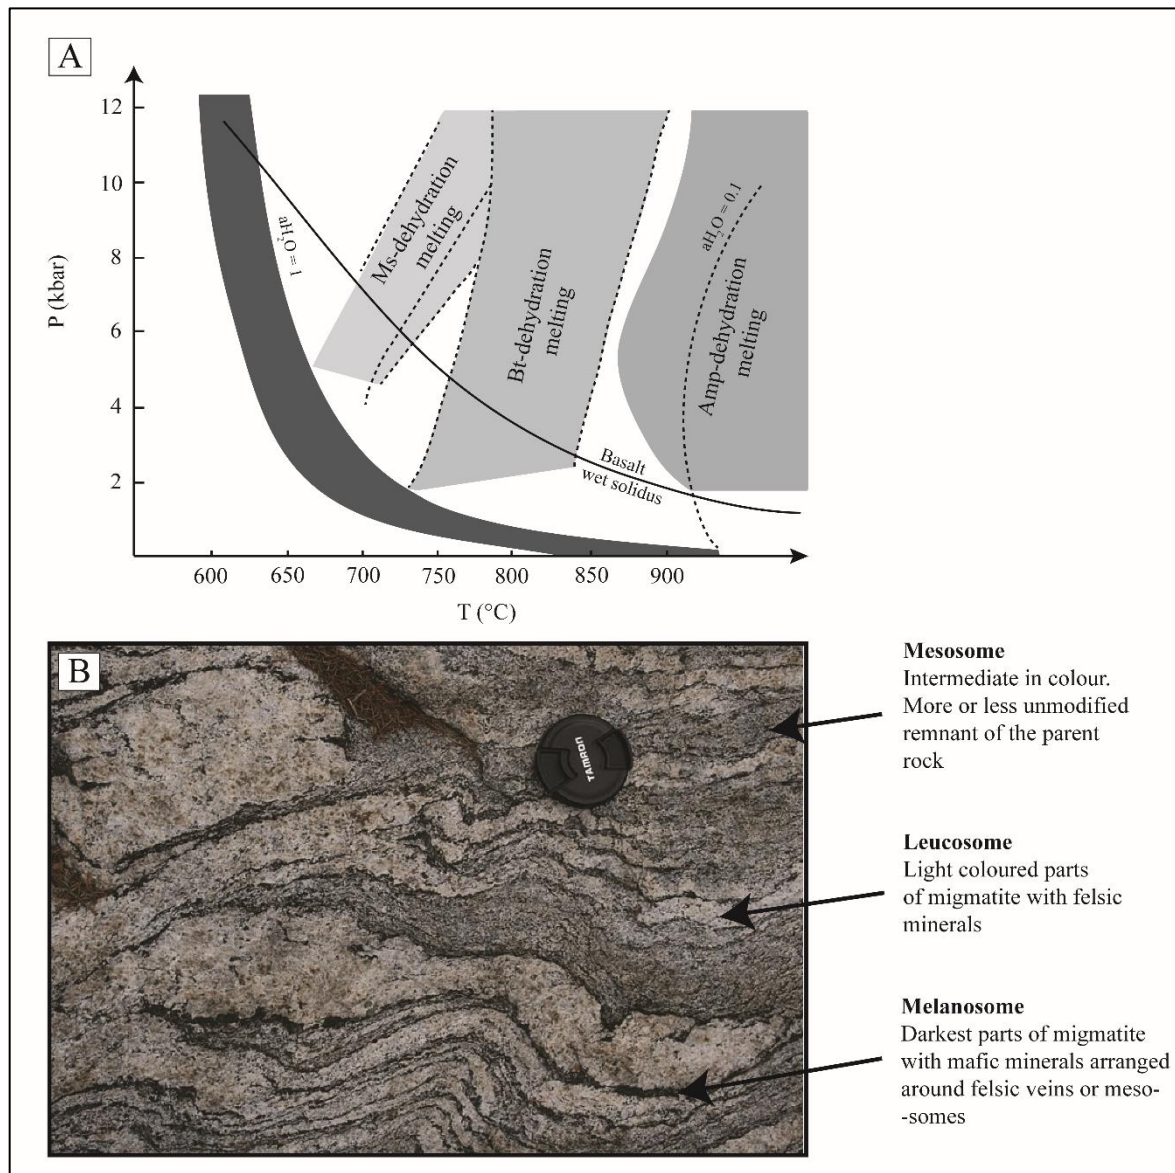 A
P (kbar)
12
10
8
6
4
2
aH2O = 1
Ms-dehydration
melting
Bt-dehydration
melting
aH2O = 0.1
Amp-dehydration
melting
Basalt
wet solidus
600
650
700
750
800
850
900
T (°C)
B
TAMRON
Mesosome
Intermediate in colour.
More or less unmodified
remnant of the parent
rock
Leucosome
Light coloured parts
of migmatite with felsic
minerals
Melanosome
Darkest parts of migmatite
with mafic minerals arranged
around felsic veins or meso-
-somes